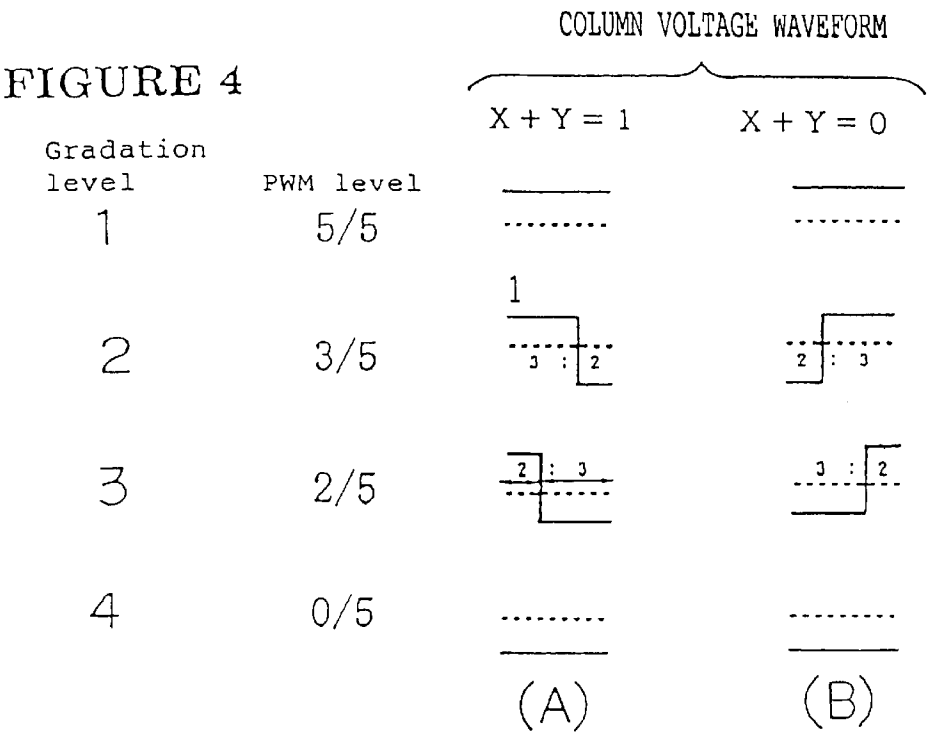 COLUMN VOLTAGE WAVEFORM
FIGURE 4
X + Y = 1 X + Y = 0
Gradation
level PWM level
1 5/5
1
2 3/5 3 : 2 2 : 3
3 2/5 2 : 3 3 : 2
4 0/5
(A) (B)